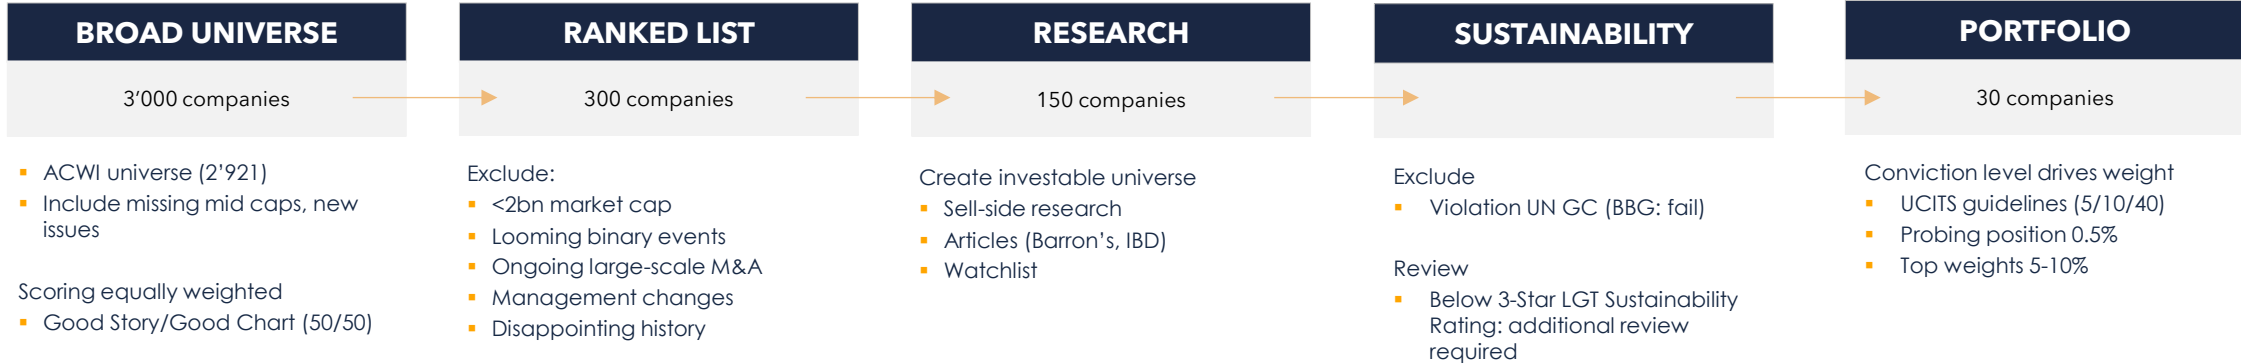 BROAD UNIVERSE
3’000 companies
▪ ACWI universe (2’921)
▪ Include missing mid caps, new
issues
Scoring equally weighted
▪ Good Story/Good Chart (50/50)
RANKED LIST
300 companies
Exclude:
▪ <2bn market cap
▪ Looming binary events
▪ Ongoing large-scale M&A
▪ Management changes
▪ Disappointing history
RESEARCH
150 companies
Create investable universe
▪ Sell-side research
▪ Articles (Barron’s, IBD)
▪ Watchlist
SUSTAINABILITY
Exclude
▪ Violation UN GC (BBG: fail)
Review
▪ Below 3-Star LGT Sustainability
Rating: additional review
required
PORTFOLIO
30 companies
Conviction level drives weight
▪ UCITS guidelines (5/10/40)
▪ Probing position 0.5%
▪ Top weights 5-10%